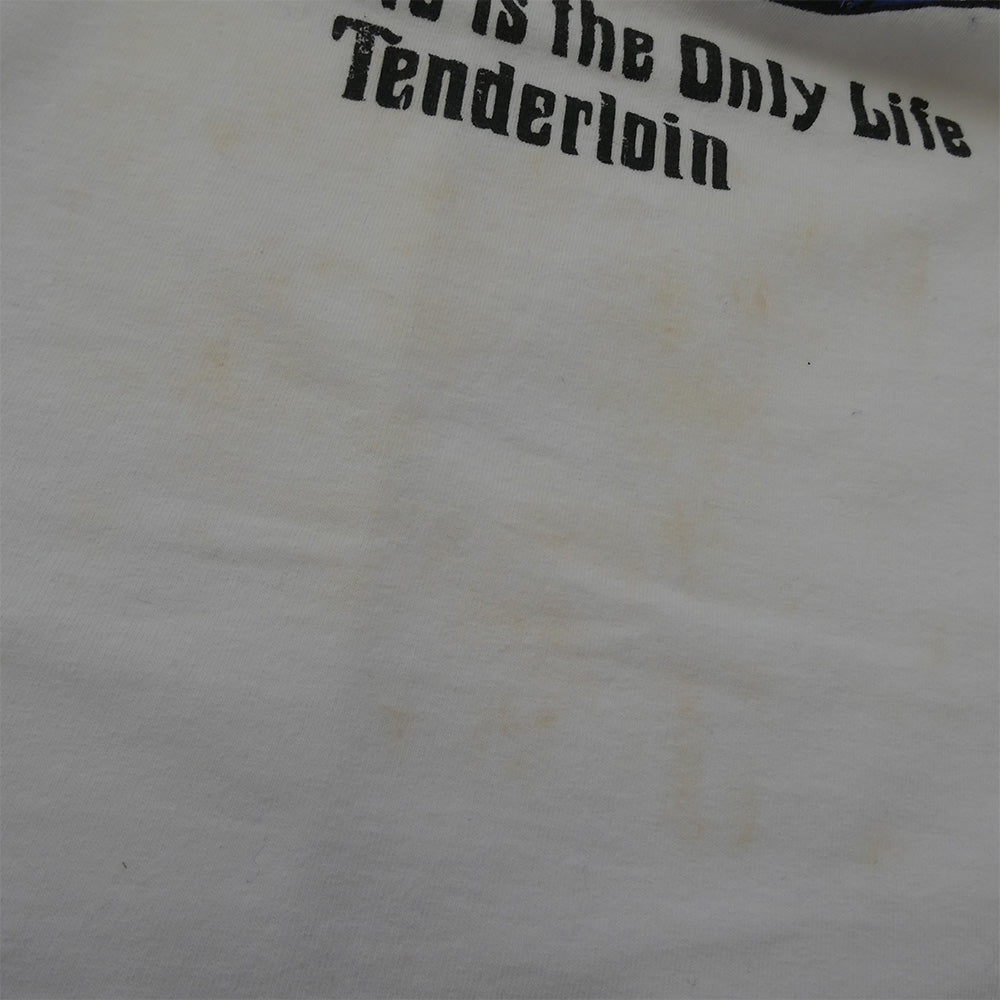 is the Only Life
Tenderloin